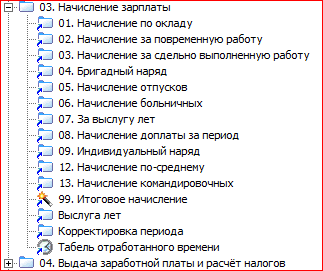 03. Начисление зарплаты
01. Начисление по окладу
02. Начисление за повременную работу
03. Начисление за сдельно выполненную работу
04. Бригадный наряд
05. Начисление отпусков
06. Начисление больничных
07. За выслугу лет
08. Начисление доплаты за период
09. Индивидуальный наряд
12. Начисление по-среднему
13. Начисление командировочных
99. Итоговое начисление
Выслуга лет
Корректировка периода
Табель отработанного времени
04. Выдача заработной платы и расчёт налогов